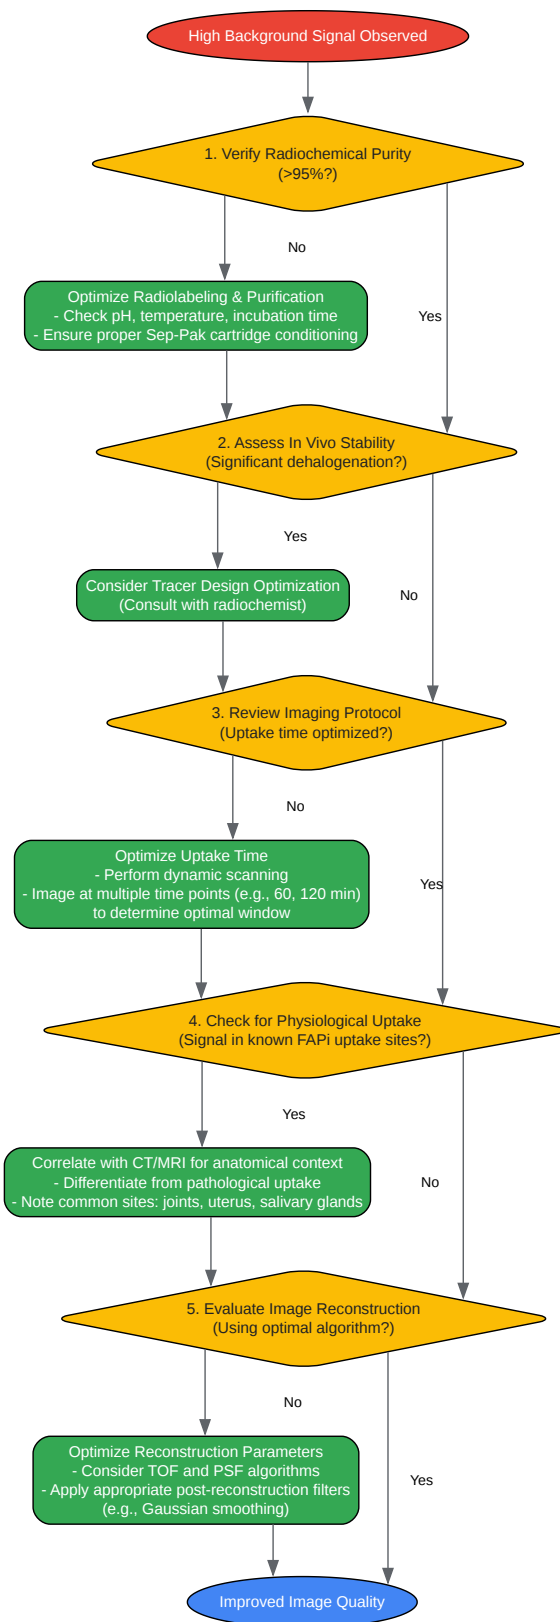 High Background Signal Observed
1. Verify Radiochemical Purity
(>95%?)
No
Optimize Radiolabeling & Purification
- Check pH, temperature, incubation time
- Ensure proper Sep-Pak cartridge conditioning
Yes
2. Assess In Vivo Stability
(Significant dehalogenation?)
Yes
Consider Tracer Design Optimization
(Consult with radiochemist)
No
3. Review Imaging Protocol
(Uptake time optimized?)
No
Optimize Uptake Time
- Perform dynamic scanning
- Image at multiple time points (e.g., 60, 120 min)
to determine optimal window
Yes
4. Check for Physiological Uptake
(Signal in known FAPi uptake sites?)
Yes
Correlate with CT/MRI for anatomical context
- Differentiate from pathological uptake
- Note common sites: joints, uterus, salivary glands
No
5. Evaluate Image Reconstruction
(Using optimal algorithm?)
No
Optimize Reconstruction Parameters
- Consider TOF and PSF algorithms
- Apply appropriate post-reconstruction filters
(e.g., Gaussian smoothing)
Yes
Improved Image Quality